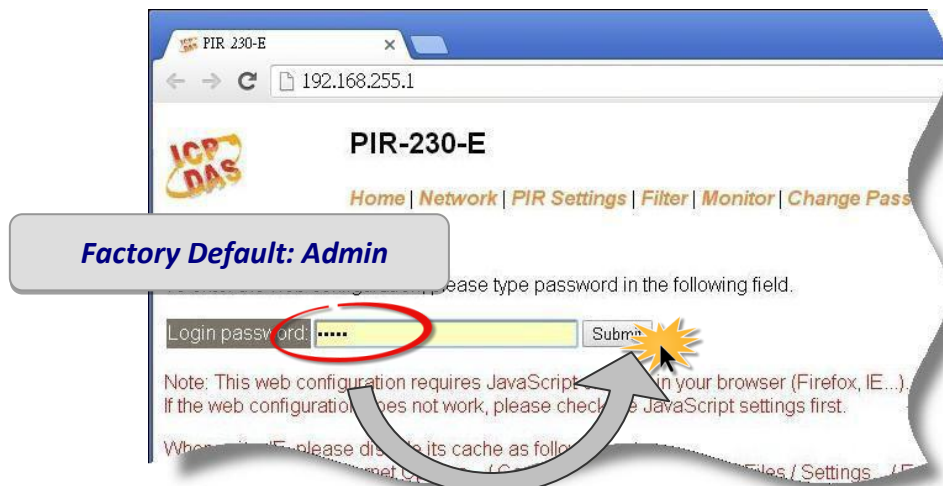 PIR 230-E
192.168.255.1
ICP DAS
PIR-230-E
Home | Network | PIR Settings | Filter | Monitor | Change Pass
Factory Default: Admin
please type password in the following field.
Login password: •••••
Submit
Note: This web configuration requires JavaScript in your browser (Firefox, IE...).
If the web configuration does not work, please check JavaScript settings first.
please its cache as
Files / Settings... /